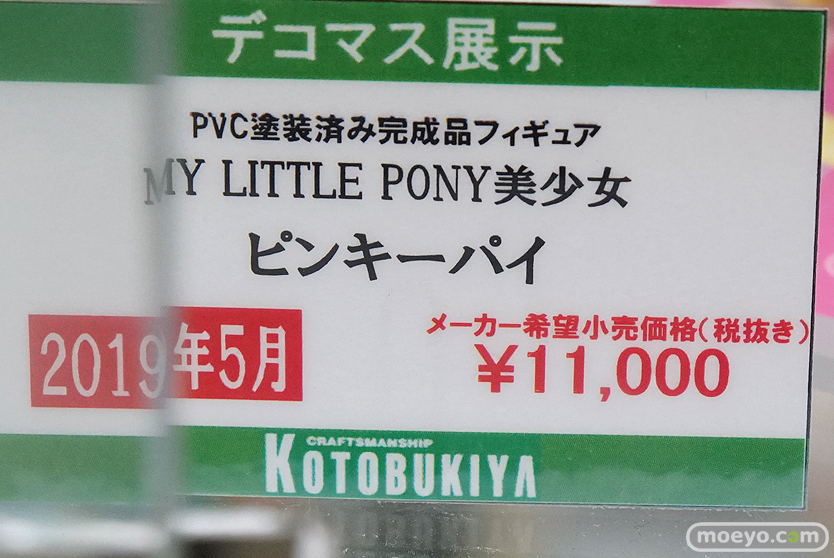 デコマス展示
PVC塗装済み完成品フィギュア
MY LITTLE PONY美少女
ピンキーパイ
2019年5月
メーカー希望小売価格(税抜き)
¥11,000
CRAFTSMANSHIP
KOTOBUKIYA
moeyo.com